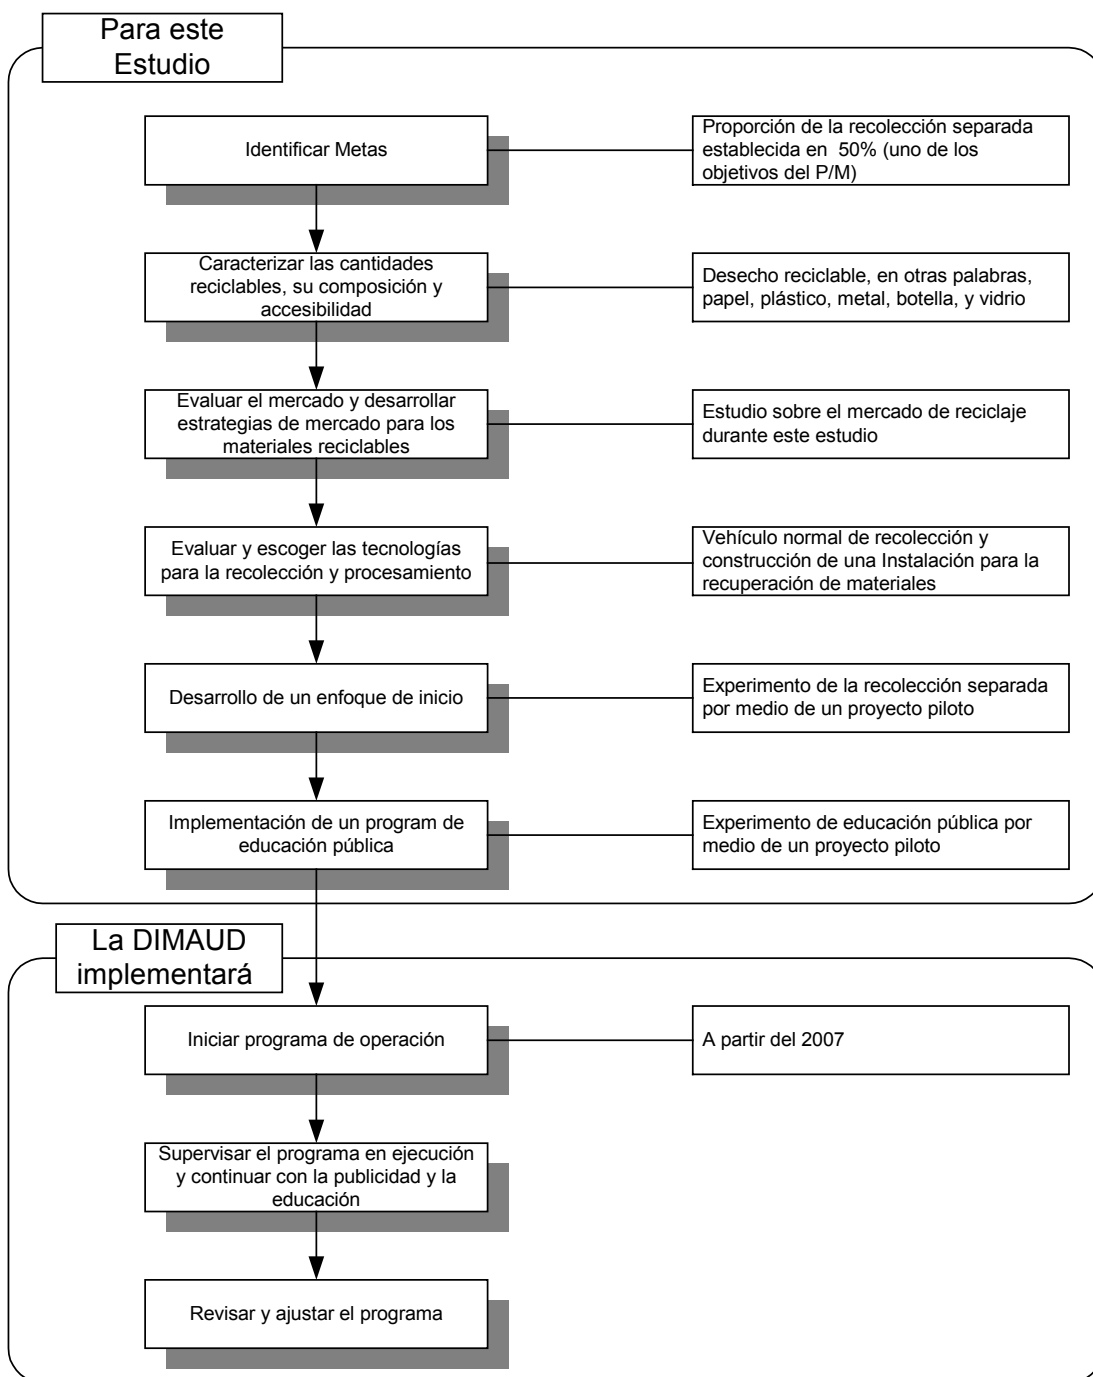 Para este
Estudio
Identificar Metas
Proporción de la recolección separada
establecida en 50% (uno de los
objetivos del P/M)
Caracterizar las cantidades
reciclables, su composición y
accesibilidad
Desecho reciclable, en otras palabras,
papel, plástico, metal, botella, y vidrio
Evaluar el mercado y desarrollar
estrategias de mercado para los
materiales reciclables
Estudio sobre el mercado de reciclaje
durante este estudio
Evaluar y escoger las tecnologías
para la recolección y procesamiento
Vehículo normal de recolección y
construcción de una Instalación para la
recuperación de materiales
Desarrollo de un enfoque de inicio
Experimento de la recolección separada
por medio de un proyecto piloto
Implementación de un program de
educación pública
Experimento de educación pública por
medio de un proyecto piloto
La DIMAUD
implementará
Iniciar programa de operación
A partir del 2007
Supervisar el programa en ejecución
y continuar con la publicidad y la
educación
Revisar y ajustar el programa